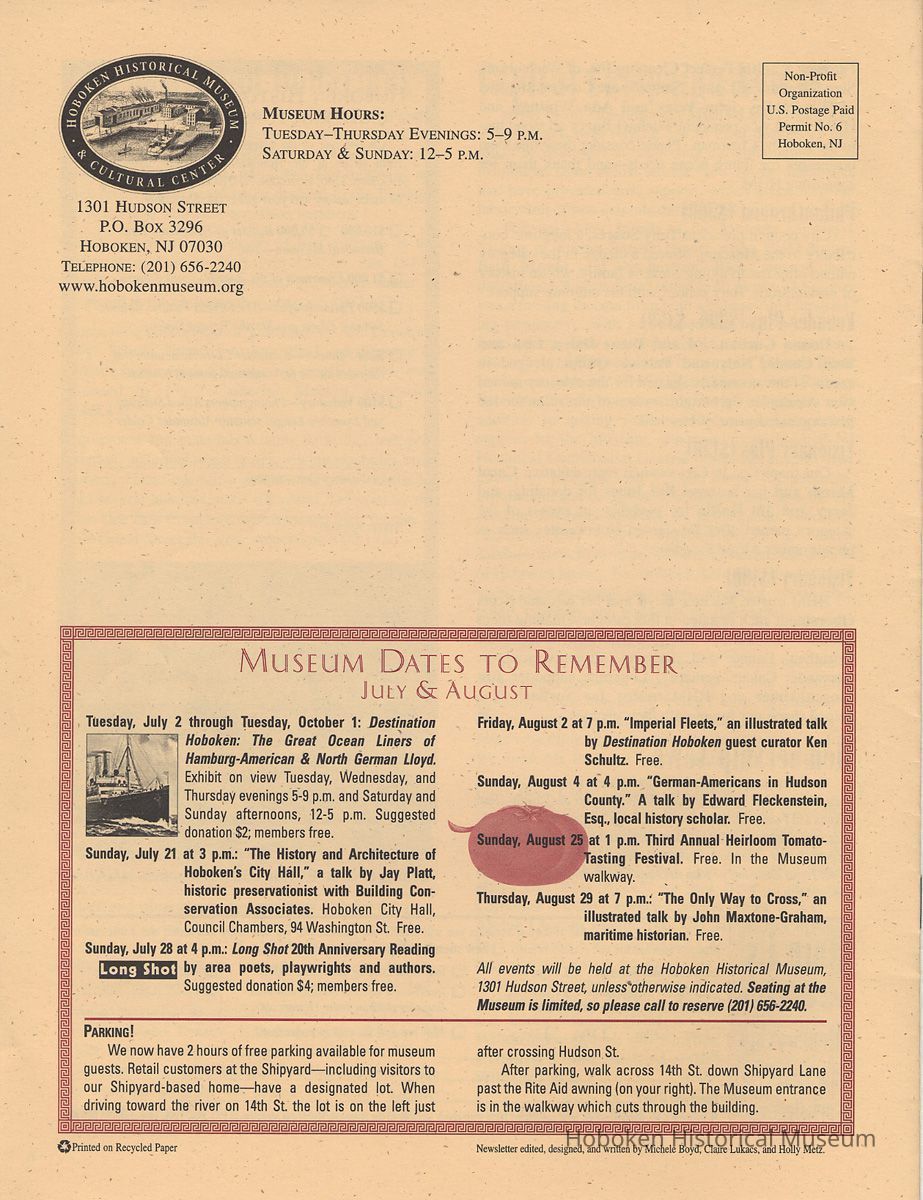 HOBOKEN HISTORICAL MUSEUM
& CULTURAL CENTER
1301 HUDSON STREET
P.O. BOX 3296
HOBOKEN, NJ 07030
TELEPHONE: (201) 656-2240
www.hobokenmuseum.org
MUSEUM HOURS:
TUESDAY–THURSDAY EVENINGS: 5–9 P.M.
SATURDAY & SUNDAY: 12–5 P.M.
Non-Profit
Organization
U.S. Postage Paid
Permit No. 6
Hoboken, NJ
MUSEUM DATES TO REMEMBER
JULY & AUGUST
Tuesday, July 2 through Tuesday, October 1: Destination
Hoboken: The Great Ocean Liners of
Hamburg-American & North German Lloyd.
Exhibit on view Tuesday, Wednesday, and
Thursday evenings 5-9 p.m. and Saturday and
Sunday afternoons, 12-5 p.m. Suggested
donation $2; members free.
Sunday, July 21 at 3 p.m.: “The History and Architecture of
Hoboken’s City Hall,” a talk by Jay Platt,
historic preservationist with Building Con-
servation Associates. Hoboken City Hall,
Council Chambers, 94 Washington St. Free.
Sunday, July 28 at 4 p.m.: Long Shot 20th Anniversary Reading
Long Shot
by area poets, playwrights and authors.
Suggested donation $4; members free.
Friday, August 2 at 7 p.m. “Imperial Fleets,” an illustrated talk
by Destination Hoboken guest curator Ken
Schultz. Free.
Sunday, August 4 at 4 p.m. “German-Americans in Hudson
County.” A talk by Edward Fleckenstein,
Esq., local history scholar. Free.
Sunday, August 25 at 1 p.m. Third Annual Heirloom Tomato-
Tasting Festival. Free. In the Museum
walkway.
Thursday, August 29 at 7 p.m.: “The Only Way to Cross,” an
illustrated talk by John Maxtone-Graham,
maritime historian. Free.
All events will be held at the Hoboken Historical Museum,
1301 Hudson Street, unless otherwise indicated. Seating at the
Museum is limited, so please call to reserve (201) 656-2240.
PARKING!
We now have 2 hours of free parking available for museum
guests. Retail customers at the Shipyard—including visitors to
our Shipyard-based home—have a designated lot. When
driving toward the river on 14th St. the lot is on the left just
after crossing Hudson St.
After parking, walk across 14th St. down Shipyard Lane
past the Rite Aid awning (on your right). The Museum entrance
is in the walkway which cuts through the building.
Printed on Recycled Paper
Newsletter edited, designed, and written by Michele Boyd, Claire Lukacs, and Holly Metz.
Hoboken Historical Museum